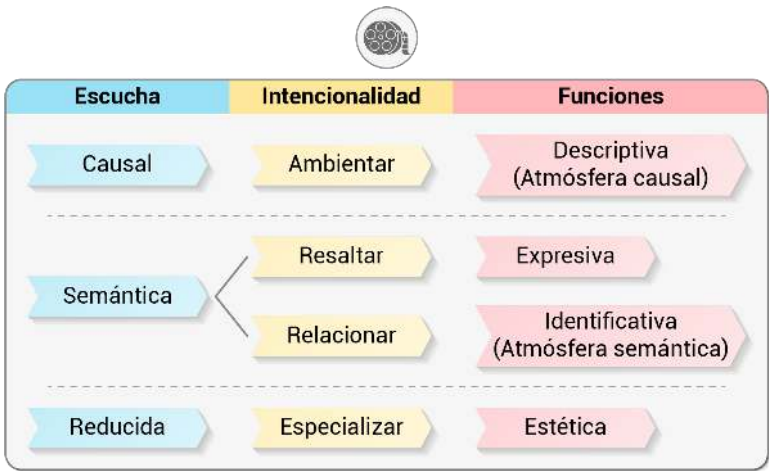 Escucha Intencionalidad Funciones
Causal Ambientar Descriptiva
(Atmósfera causal)
Resaltar Expresiva
Semántica
Relacionar Identificativa
(Atmósfera semántica)
Reducida Especializar Estética